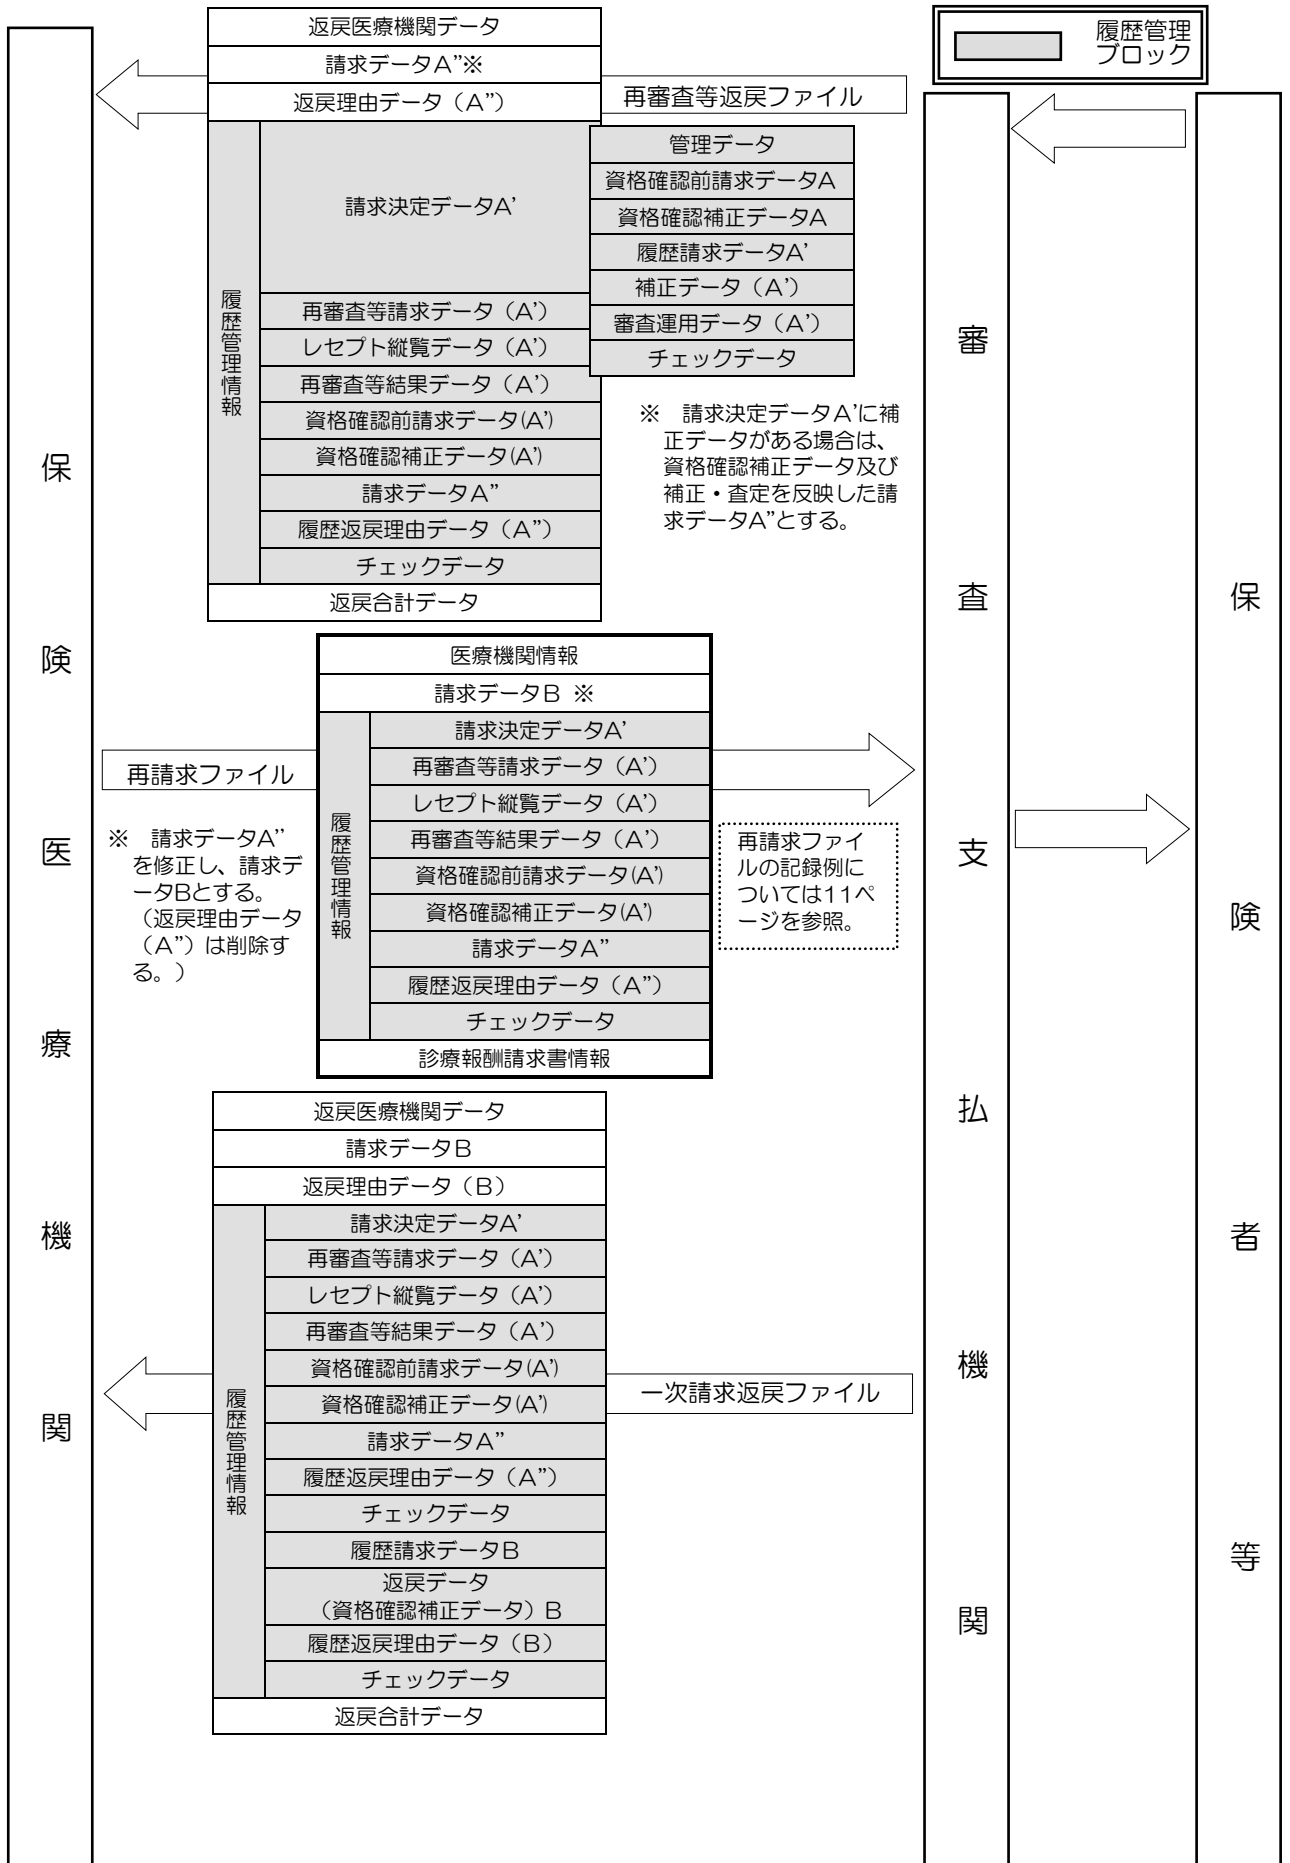 履歴管理
ブロック
保険医療機関
審査支払機関
保険者等
返戻医療機関データ
請求データA”※
返戻理由データ（A”）
再審査等返戻ファイル
履歴管理情報
請求決定データA’
管理データ
資格確認前請求データA
資格確認補正データA
履歴請求データA’
補正データ（A’）
審査運用データ（A’）
チェックデータ
再審査等請求データ（A’）
レセプト縦覧データ（A’）
再審査等結果データ（A’）
資格確認前請求データ(A’)
資格確認補正データ(A’)
請求データA”
履歴返戻理由データ（A”）
チェックデータ
返戻合計データ
※　請求決定データA’に補
正データがある場合は、
資格確認補正データ及び
補正・査定を反映した請
求データA”とする。
医療機関情報
請求データB ※
履歴管理情報
請求決定データA’
再審査等請求データ（A’）
レセプト縦覧データ（A’）
再審査等結果データ（A’）
資格確認前請求データ(A’)
資格確認補正データ(A’)
請求データA”
履歴返戻理由データ（A”）
チェックデータ
診療報酬請求書情報
再請求ファイル
※　請求データA’’
を修正し、請求デ
ータBとする。
（返戻理由データ
（A”）は削除す
る。）
再請求ファイ
ルの記録例に
ついては11ペ
ージを参照。
返戻医療機関データ
請求データB
返戻理由データ（B）
履歴管理情報
請求決定データA’
再審査等請求データ（A’）
レセプト縦覧データ（A’）
再審査等結果データ（A’）
資格確認前請求データ(A’)
資格確認補正データ(A’)
請求データA”
履歴返戻理由データ（A”）
チェックデータ
履歴請求データB
返戻データ
（資格確認補正データ）B
履歴返戻理由データ（B）
チェックデータ
返戻合計データ
一次請求返戻ファイル